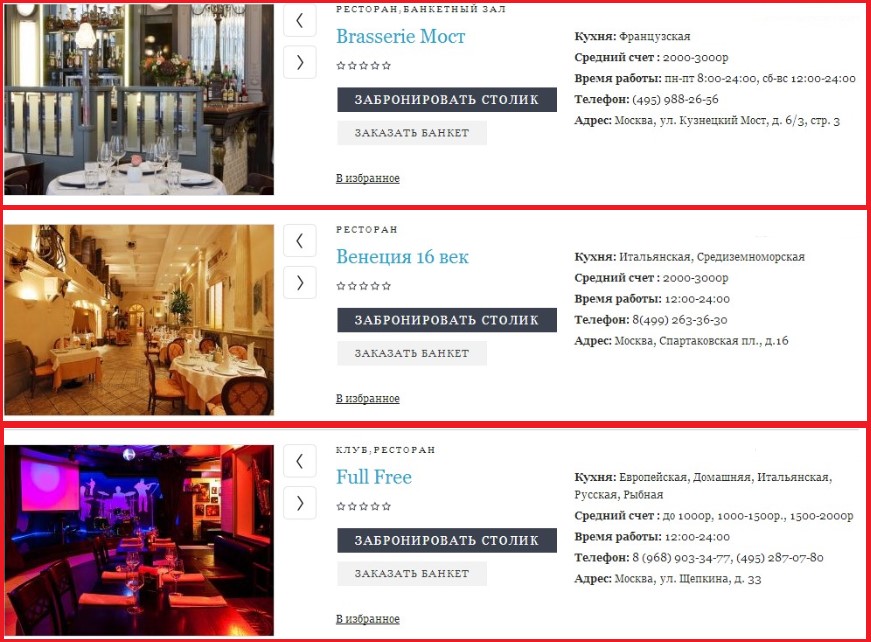 РЕСТОРАН, БАНКЕТНЫЙ ЗАЛ
Brasserie Мост
ЗАБРОНИРОВАТЬ СТОЛИК
ЗАКАЗАТЬ БАНКЕТ
В избранное
Кухня: Французская
Средний счет : 2000-3000р
Время работы: пн-пт 8:00-24:00, сб-вс 12:00-24:00
Телефон: (495) 988-26-56
Адрес: Москва, ул. Кузнецкий Мост, д. 6/3, стр. 3
РЕСТОРАН
Венеция 16 век
ЗАБРОНИРОВАТЬ СТОЛИК
ЗАКАЗАТЬ БАНКЕТ
В избранное
Кухня: Итальянская, Средиземноморская
Средний счет : 2000-3000р
Время работы: 12:00-24:00
Телефон: 8(499) 263-36-30
Адрес: Москва, Спартаковская пл., д.16
КЛУБ, РЕСТОРАН
Full Free
ЗАБРОНИРОВАТЬ СТОЛИК
ЗАКАЗАТЬ БАНКЕТ
В избранное
Кухня: Европейская, Домашняя, Итальянская,
Русская, Рыбная
Средний счет : до 1000р, 1000-1500р., 1500-2000р
Время работы: 12:00-24:00
Телефон: 8 (968) 903-34-77, (495) 287-07-80
Адрес: Москва, ул. Щепкина, д. 33